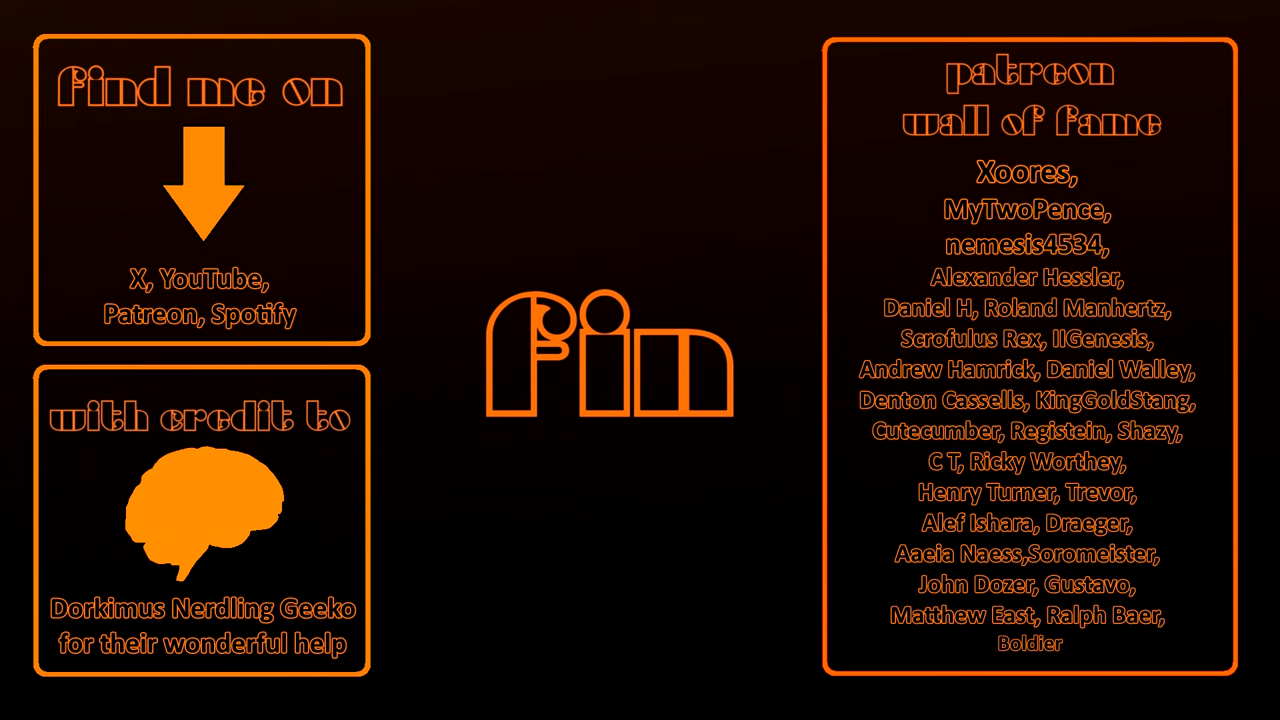 find me on
X, YouTube,
Patreon, Spotify
with credit to
Dorkimus Nerdling Geeko
for their wonderful help
fin
patreon
wall of fame
Xoores,
MyTwoPence,
nemesis4534,
Alexander Hessler,
Daniel H, Roland Manhertz,
Scrofulus Rex, IIGenesis,
Andrew Hamrick, Daniel Walley,
Denton Cassells, KingGoldStang,
Cutecumber, Registein, Shazy,
C T, Ricky Worthey,
Henry Turner, Trevor,
Alef Ishara, Draeger,
Aaeia Naess,Soromeister,
John Dozer, Gustavo,
Matthew East, Ralph Baer,
Boldier